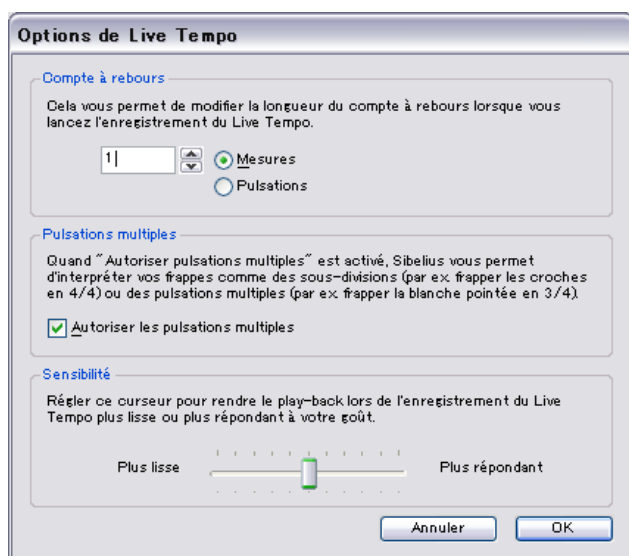 Options de Live Tempo
Compte à rebours
Cela vous permet de modifier la longueur du compte à rebours lorsque vous
lancez l'enregistrement du Live Tempo.
1
Mesures
Pulsations
Pulsations multiples
Quand "Autoriser pulsations multiples" est activé, Sibelius vous permet
d'interpréter vos frappes comme des sous-divisions (par ex. frapper les croches
en 4/4) ou des pulsations multiples (par ex. frapper la blanche pointée en 3/4).
Autoriser les pulsations multiples
Sensibilité
Régler ce curseur pour rendre le play-back lors de l'enregistrement du Live
Tempo plus lisse ou plus répondant à votre goût.
Plus lisse
Plus répondant
Annuler
OK